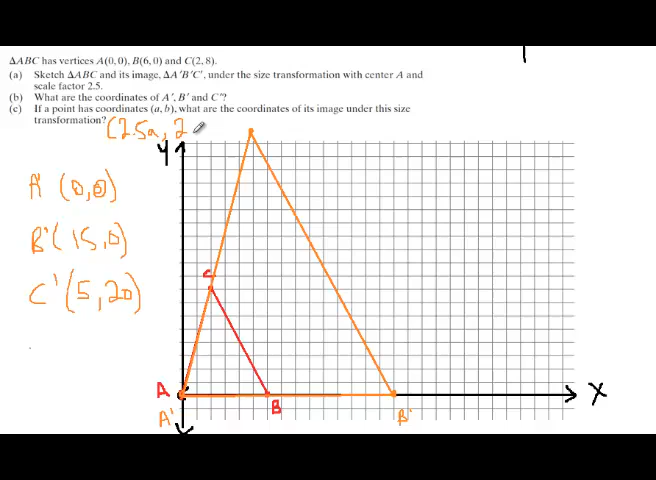 ΔABC has vertices A(0, 0), B(6, 0) and C(2, 8).
(a) Sketch ΔABC and its image, ΔA′B′C′, under the size transformation with center A and
scale factor 2.5.
(b) What are the coordinates of A′, B′ and C′?
(c) If a point has coordinates (a, b), what are the coordinates of its image under this size
transformation? (2.5a, 2
Y
A' (0,0)
B' (15,0)
C' (5,20)
C
A
B
X
A'
B'